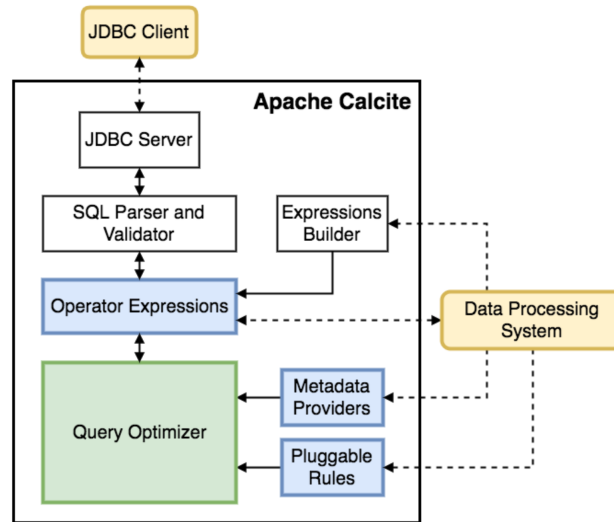 JDBC Client
Apache Calcite
JDBC Server
SQL Parser and
Validator
Expressions
Builder
Operator Expressions
Data Processing
System
Query Optimizer
Metadata
Providers
Pluggable
Rules